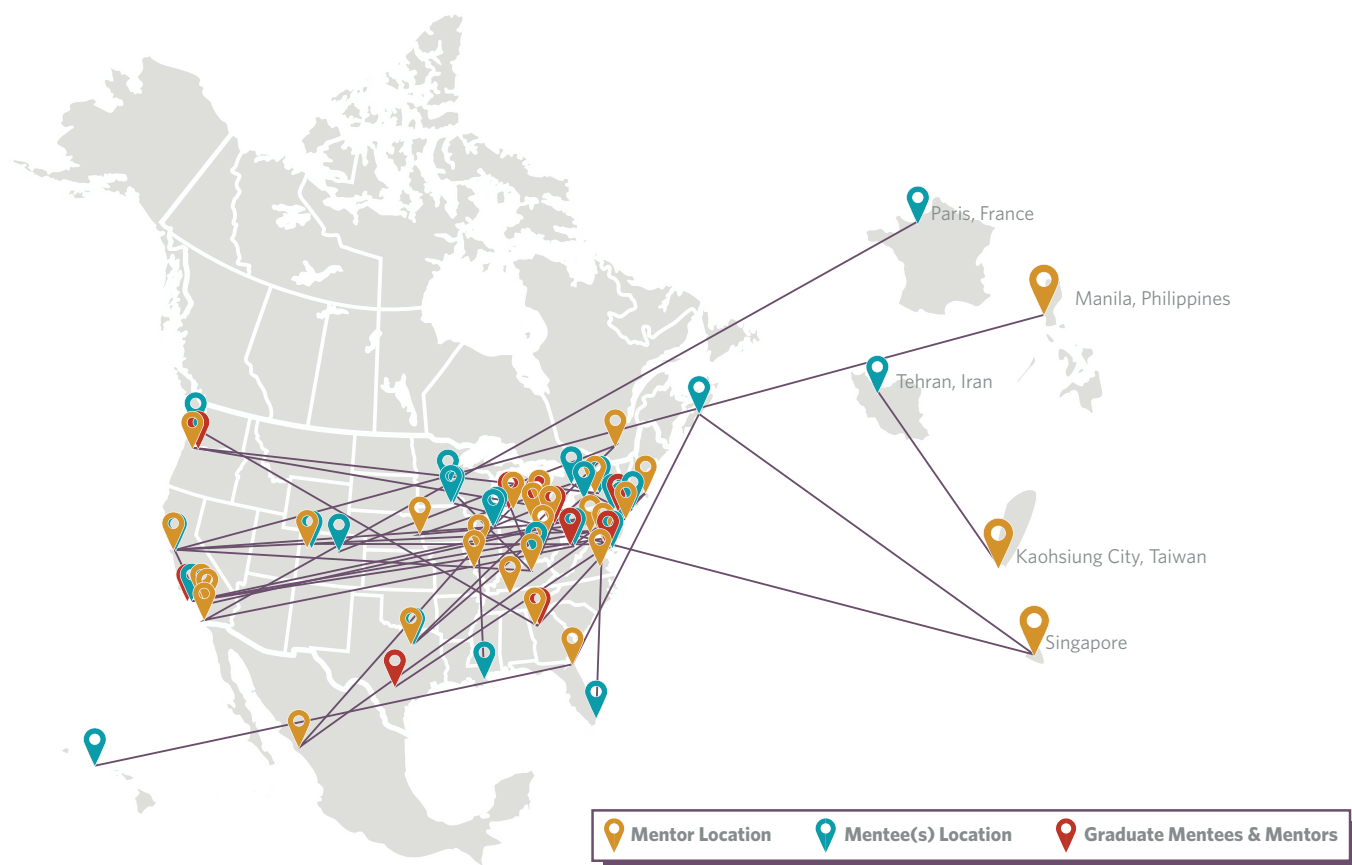 Paris, France
Manila, Philippines
Tehran, Iran
Kaohsiung City, Taiwan
Singapore
Mentor Location
Mentee(s) Location
Graduate Mentees & Mentors